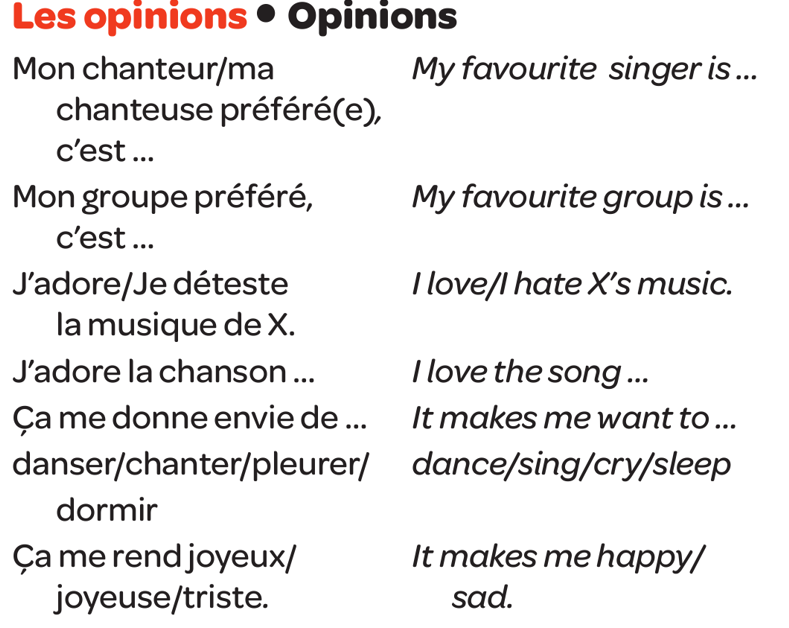 Les opinions • Opinions
Mon chanteur/ma My favourite singer is ...
chanteuse préféré(e),
c’est ...
Mon groupe préféré, My favourite group is ...
c’est ...
J’adore/Je déteste I love/I hate X’s music.
la musique de X.
J’adore la chanson ... I love the song ...
Ça me donne envie de ... It makes me want to ...
danser/chanter/pleurer/ dance/sing/cry/sleep
dormir
Ça me rend joyeux/ It makes me happy/
joyeuse/triste. sad.